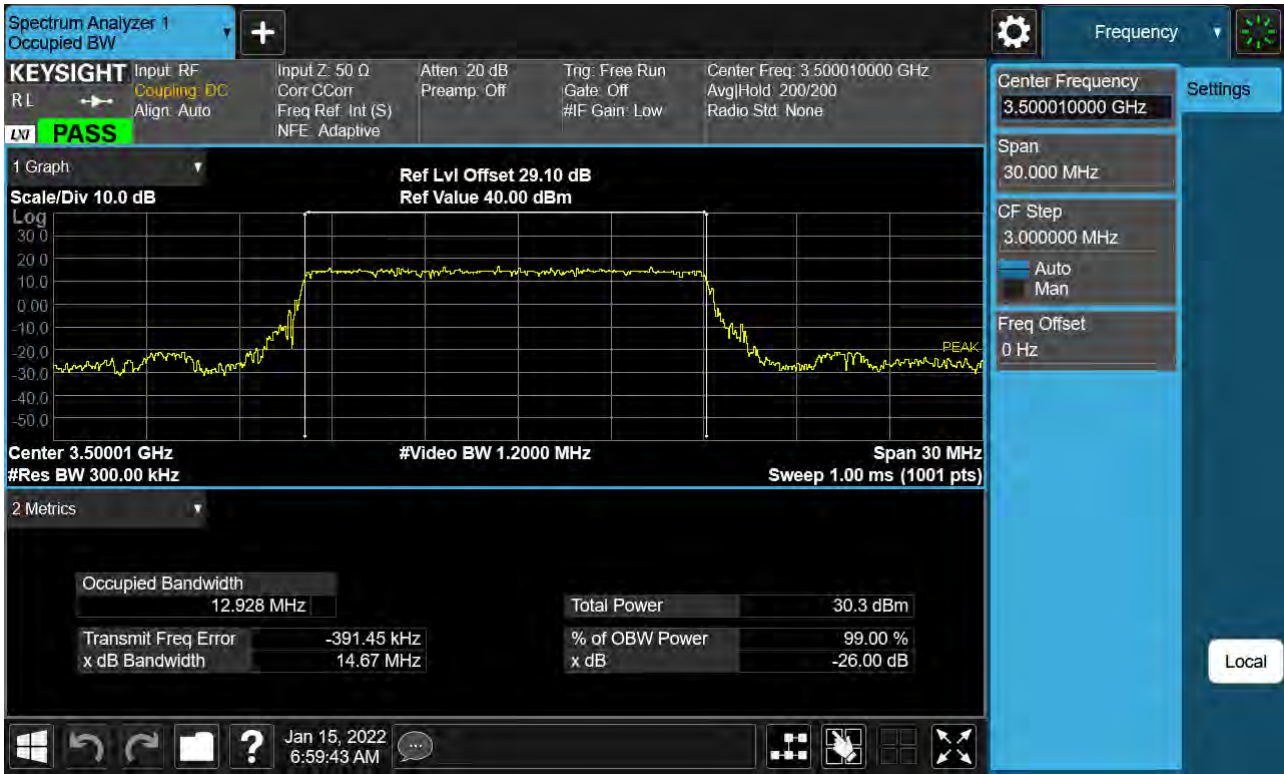 Spectrum Analyzer 1
Occupied BW
+
Frequency
KEYSIGHT
RL
LXI
PASS
Input: RF
Coupling: DC
Align: Auto
Input Z: 50 Ω
Corr CCorr
Freq Ref: Int (S)
NFE: Adaptive
Atten: 20 dB
Preamp: Off
Trig: Free Run
Gate: Off
#IF Gain: Low
Center Freq: 3.500010000 GHz
Avg|Hold: 200/200
Radio Std: None
Center Frequency
3.500010000 GHz
Settings
Span
30.000 MHz
CF Step
3.000000 MHz
Auto
Man
Freq Offset
0 Hz
Local
1 Graph
Scale/Div 10.0 dB
Ref Lvl Offset 29.10 dB
Ref Value 40.00 dBm
Log
30.0
20.0
10.0
0.00
-10.0
-20.0
-30.0
-40.0
-50.0
PEAK
Center 3.50001 GHz
#Video BW 1.2000 MHz
Span 30 MHz
#Res BW 300.00 kHz
Sweep 1.00 ms (1001 pts)
2 Metrics
Occupied Bandwidth
12.928 MHz
Transmit Freq Error -391.45 kHz
x dB Bandwidth 14.67 MHz
Total Power 30.3 dBm
% of OBW Power 99.00 %
x dB -26.00 dB
?
Jan 15, 2022
6:59:43 AM